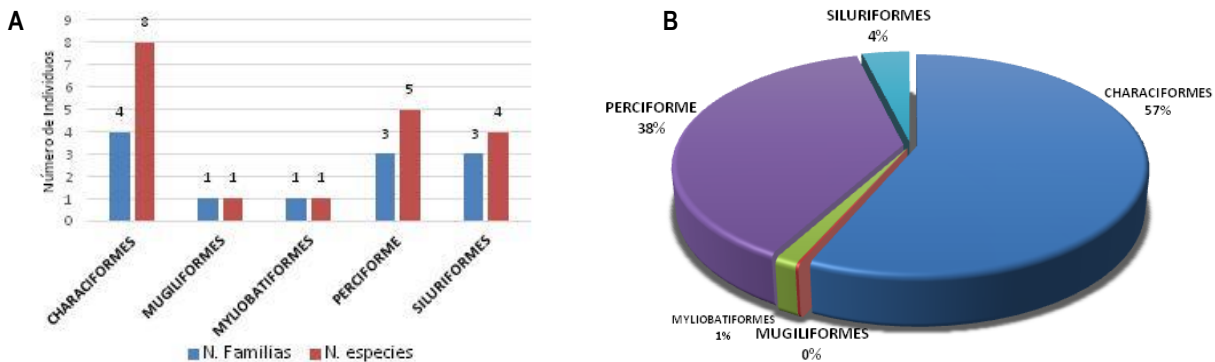 A
Número de Individuos
9
8
7
6
5
4
3
2
1
0
4
8
1
1
1
1
3
5
3
4
CHARACIFORMES
MUGILIFORMES
MYLIOBATIFORMES
PERCIFORME
SILURIFORMES
N. Familias
N. especies
B
SILURIFORMES
4%
CHARACIFORMES
57%
PERCIFORME
38%
MYLIOBATIFORMES
1%
MUGILIFORMES
0%